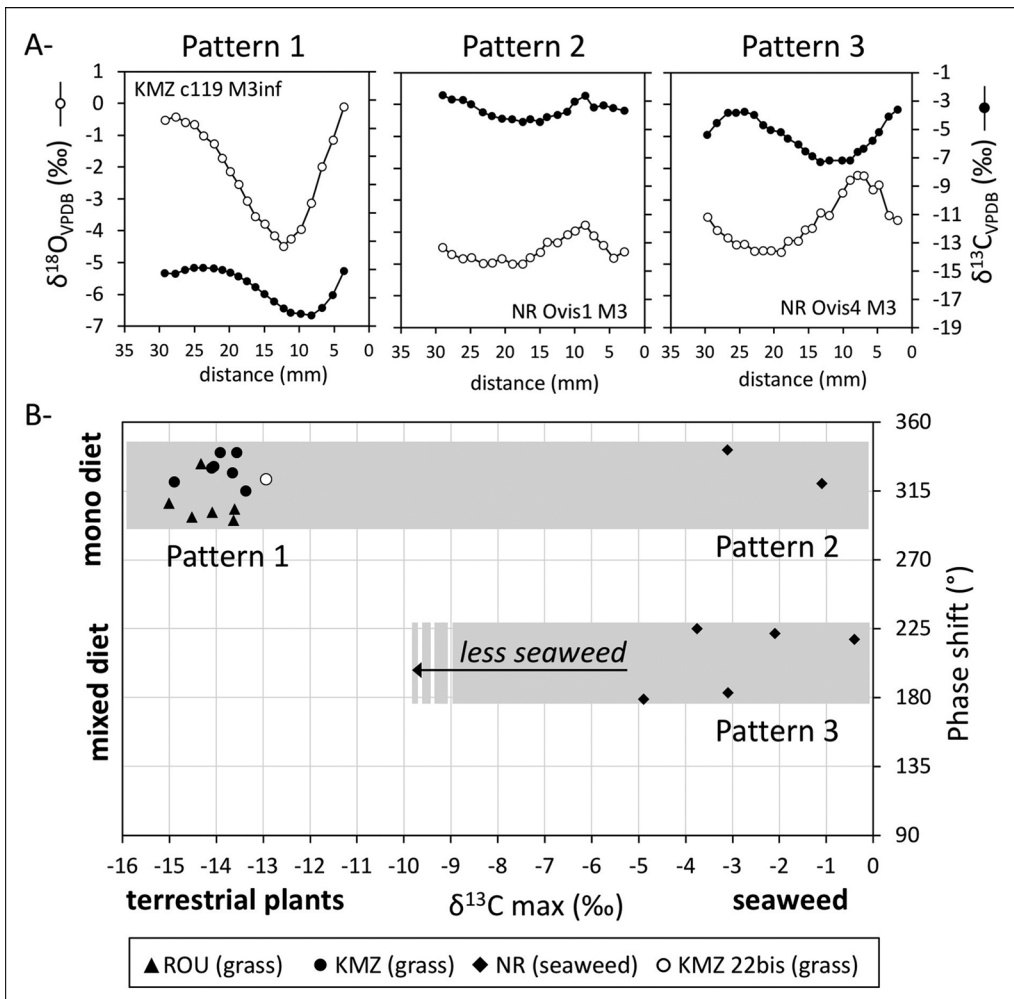 A-
Pattern 1
Pattern 2
Pattern 3
δ18O VPDB (‰)
1
0
-1
-2
-3
-4
-5
-6
-7
KMZ c119 M3inf
NR Ovis1 M3
NR Ovis4 M3
-1
-3
-5
-7
-9
-11
-13
-15
-17
-19
δ13C VPDB (‰)
35 30 25 20 15 10 5 0
35 30 25 20 15 10 5 0
35 30 25 20 15 10 5 0
distance (mm)
distance (mm)
distance (mm)
B-
mono diet
mixed diet
Pattern 1
Pattern 2
less seaweed
Pattern 3
360
315
270
225
180
135
90
Phase shift (°)
-16 -15 -14 -13 -12 -11 -10 -9 -8 -7 -6 -5 -4 -3 -2 -1 0
terrestrial plants δ13C max (‰) seaweed
▲ ROU (grass) ● KMZ (grass) ◆ NR (seaweed) ○ KMZ 22bis (grass)